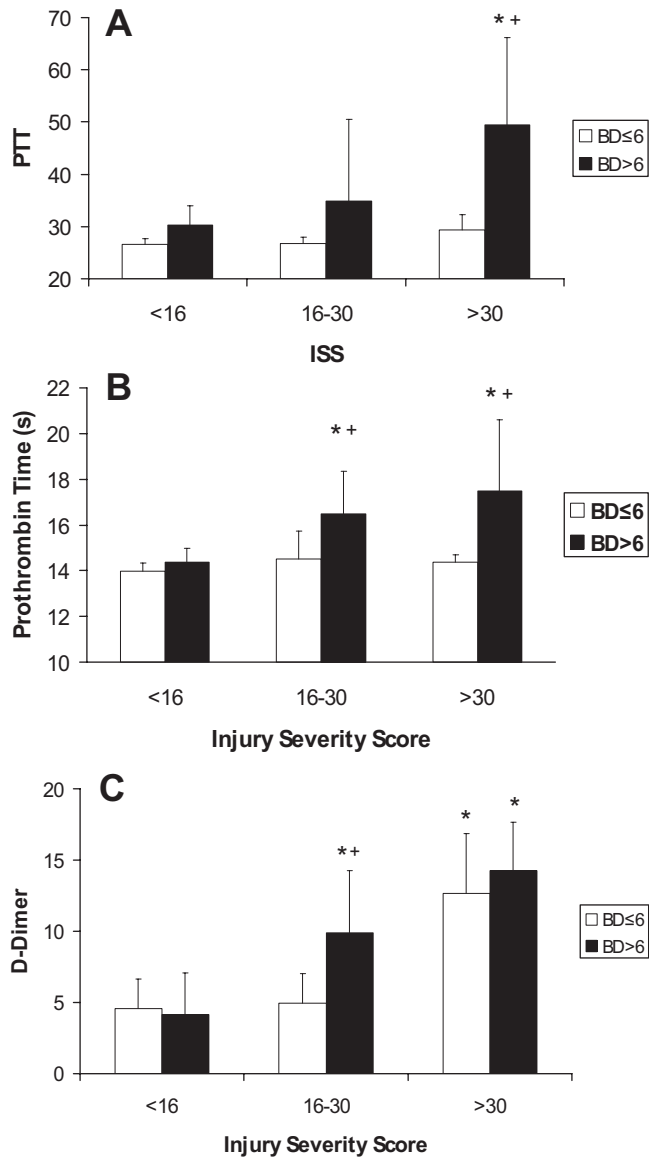 A
70
60
50
40
30
20
PTT
* +
BD≤6
BD>6
<16 16-30 >30
ISS
B
22
20
18
16
14
12
10
Prothrombin Time (s)
* +
* +
BD≤6
BD>6
<16 16-30 >30
Injury Severity Score
C
20
15
10
5
0
D-Dimer
*+
*
*
BD≤6
BD>6
<16 16-30 >30
Injury Severity Score